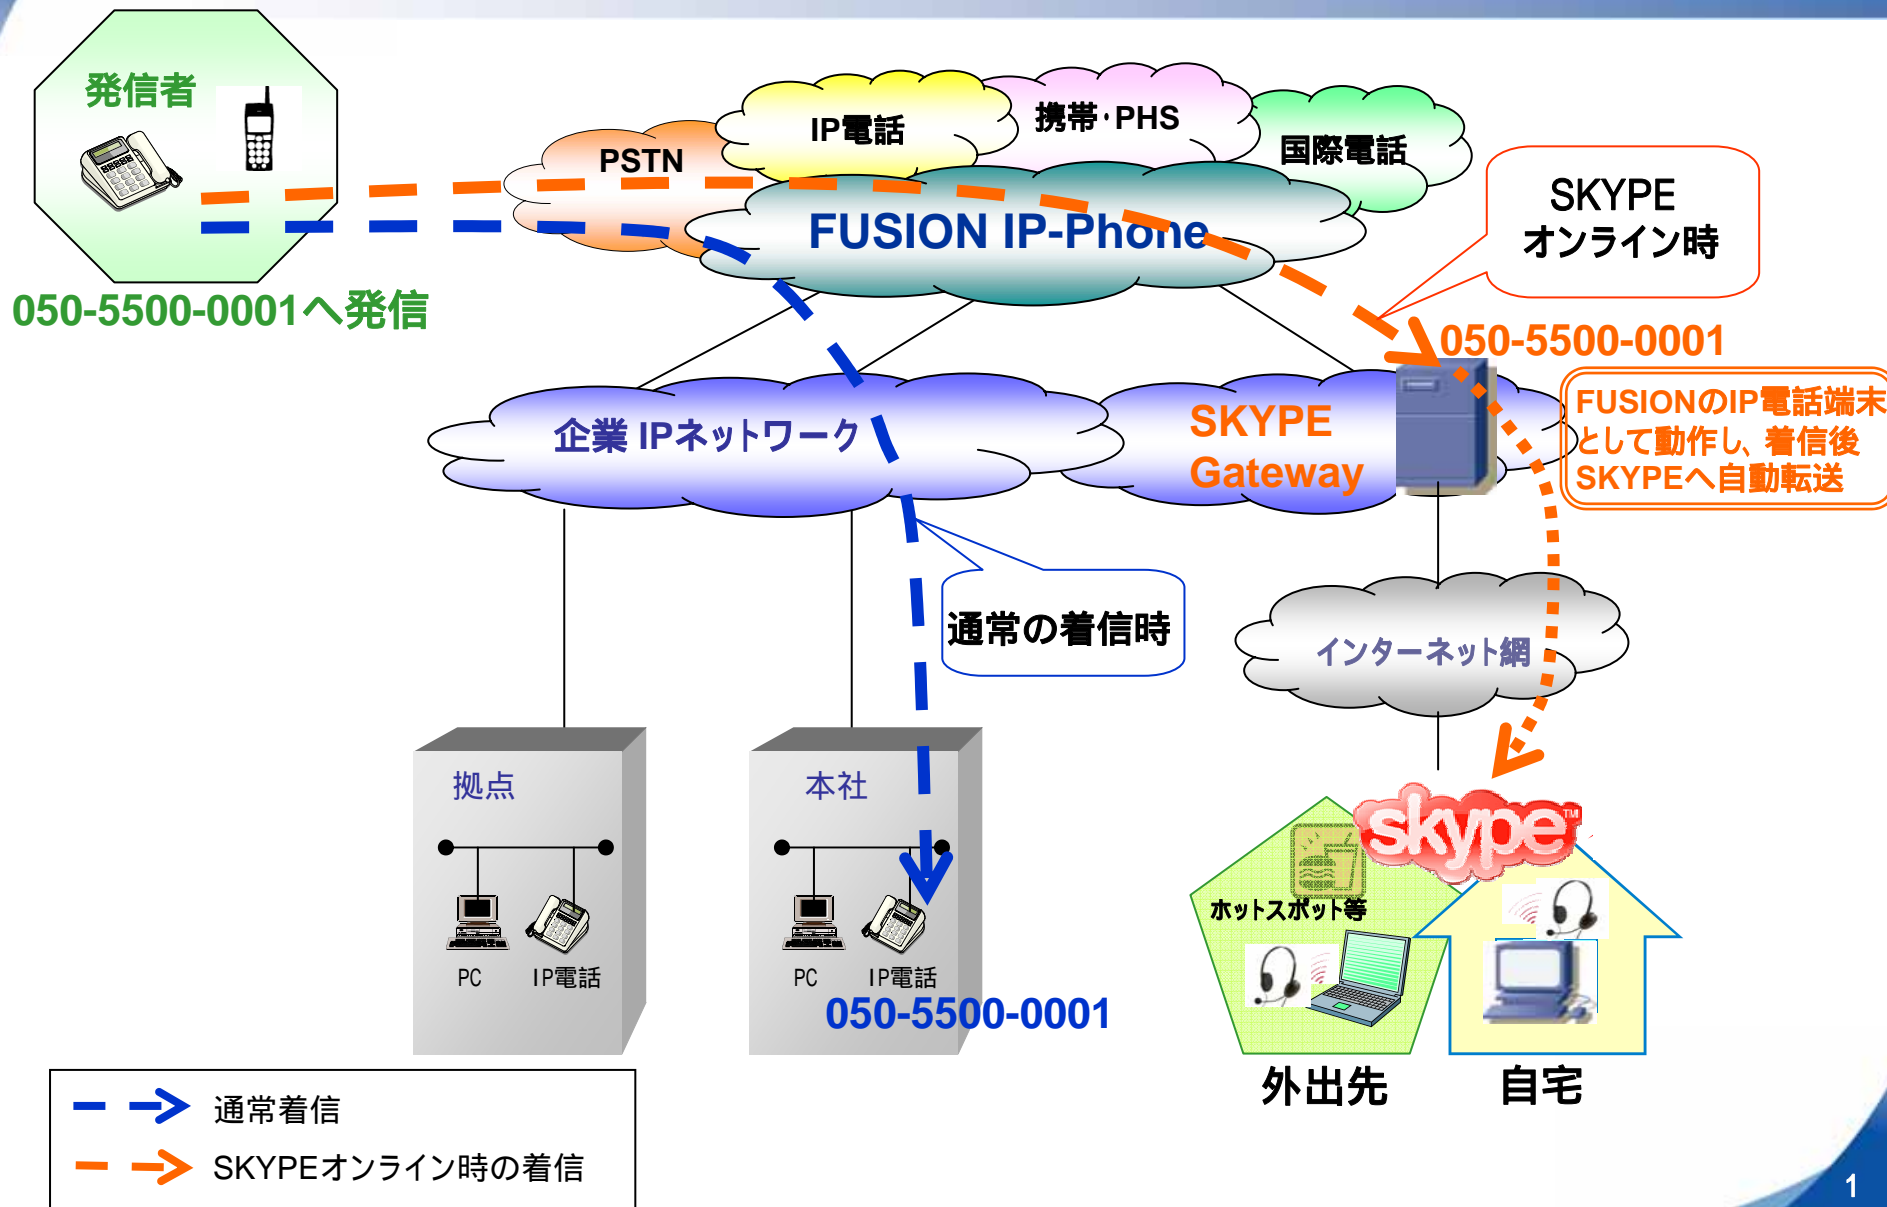 発信者
050-5500-0001へ発信
PSTN
IP電話
携帯・PHS
国際電話
FUSION IP-Phone
SKYPE
オンライン時
050-5500-0001
FUSIONのIP電話端末
として動作し、着信後
SKYPEへ自動転送
企業 IPネットワーク
SKYPE
Gateway
通常の着信時
インターネット網
拠点
PC
IP電話
本社
PC
IP電話
050-5500-0001
skype™
ホットスポット等
外出先
自宅
通常着信
SKYPEオンライン時の着信
1